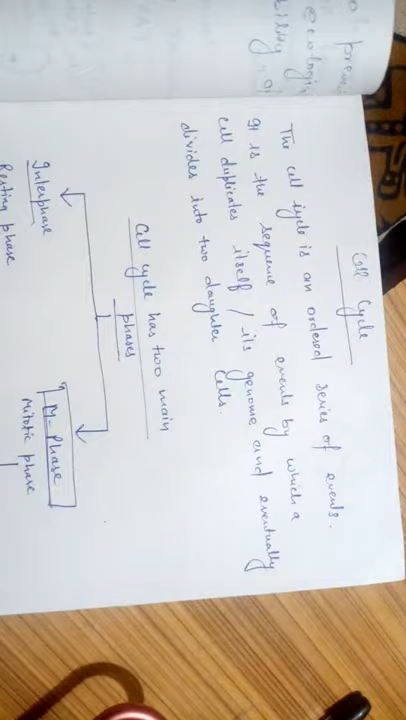 Cell Cycle
The cell cycle is an ordered series of events.
It is the sequence of events by which a
cell duplicates itself / its genome and eventually
divides into two daughter cells.
Cell cycle has two main
phases
Interphase
Resting phase
M-Phase
Mitotic phase